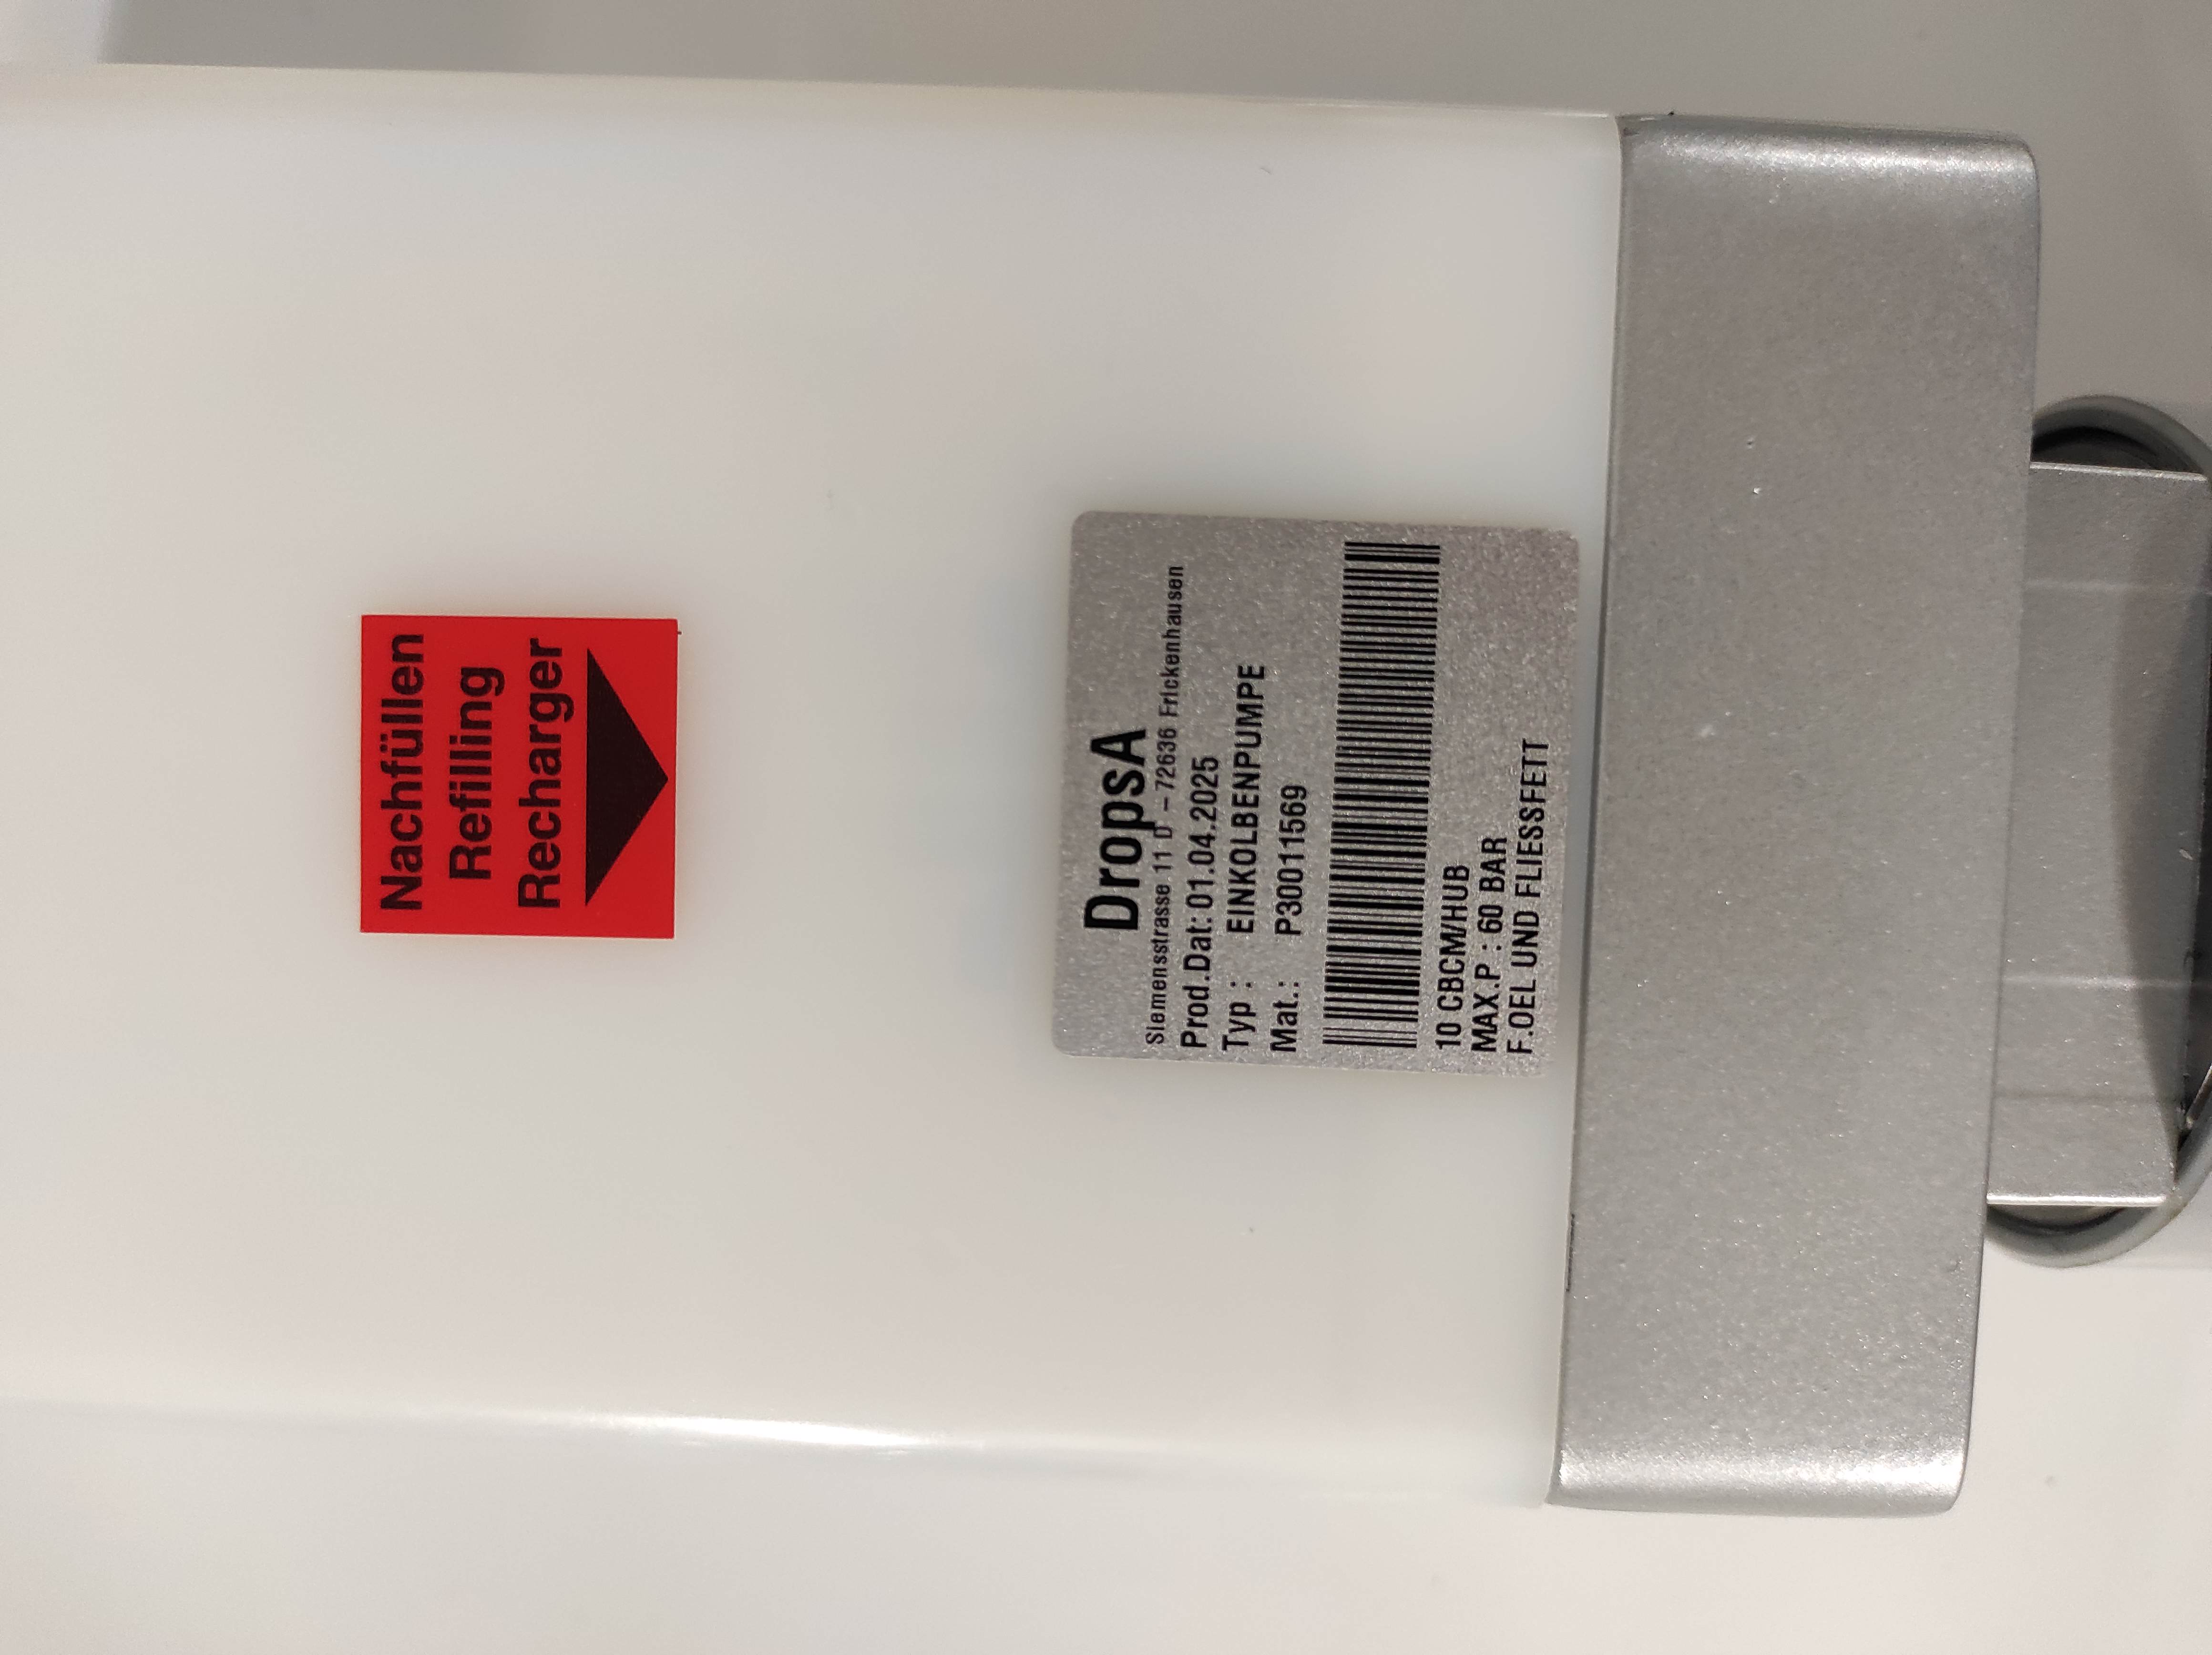 Nachfüllen
Refilling
Recharger
DropsA
Siemensstrasse 11 D - 72636 Frickenhausen
Prod.Dat: 01.04.2025
Typ : EINKOLBENPUMPE
Mat.: P30011569
10 CBCM/HUB
MAX.P : 60 BAR
F.OEL UND FLIESSFETT